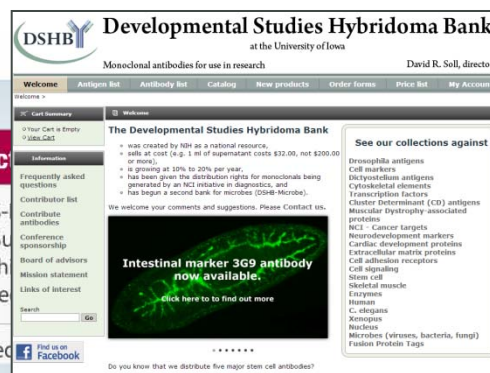 DSHB
Developmental Studies Hybridoma Bank
at the University of Iowa
Monoclonal antibodies for use in research
David R. Soll, directo
Welcome Antigen list Antibody list Catalog New products Order forms Price list My Accoun
Welcome >
Cart Summary
Your Cart is Empty
View Cart
Information
Frequently asked
questions
Contributor list
Contribute
antibodies
Conference
sponsorship
Board of advisors
Mission statement
Links of interest
Search
Go
Find us on
Facebook
Welcome
The Developmental Studies Hybridoma Bank
was created by NIH as a national resource,
sells at cost (e.g. 1 ml of supernatant costs $32.00, not $200.00
or more),
is growing at 10% to 20% per year,
has been given the distribution rights for monoclonals being
generated by an NCI initiative in diagnostics, and
has begun a second bank for microbes (DSHB-Microbe).
We welcome your comments and suggestions. Please Contact us.
Intestinal marker 3G9 antibody
now available.
Click here to to find out more
Do you know that we distribute five major stem cell antibodies?
See our collections against
Drosophila antigens
Cell markers
Dictyostelium antigens
Cytoskeletal elements
Transcription factors
Cluster Determinant (CD) antigens
Muscular Dystrophy-associated
proteins
NCI - Cancer targets
Neurodevelopment markers
Cardiac development proteins
Extracellular matrix proteins
Cell adhesion receptors
Cell signaling
Stem cell
Skeletal muscle
Enzymes
Human
C. elegans
Xenopus
Nucleus
Microbes (viruses, bacteria, fungi)
Fusion Protein Tags